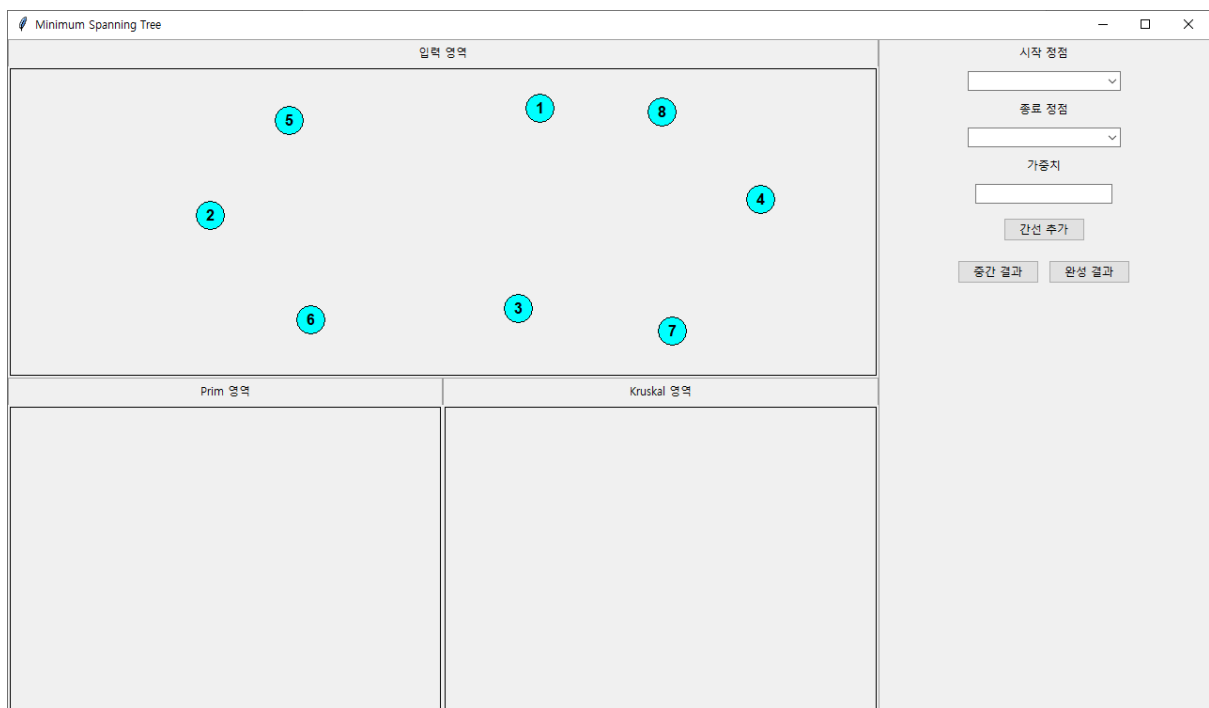 Minimum Spanning Tree
입력 영역
5
1
8
2
4
6
3
7
시작 정점
종료 정점
가중치
간선 추가
중간 결과 완성 결과
Prim 영역
Kruskal 영역